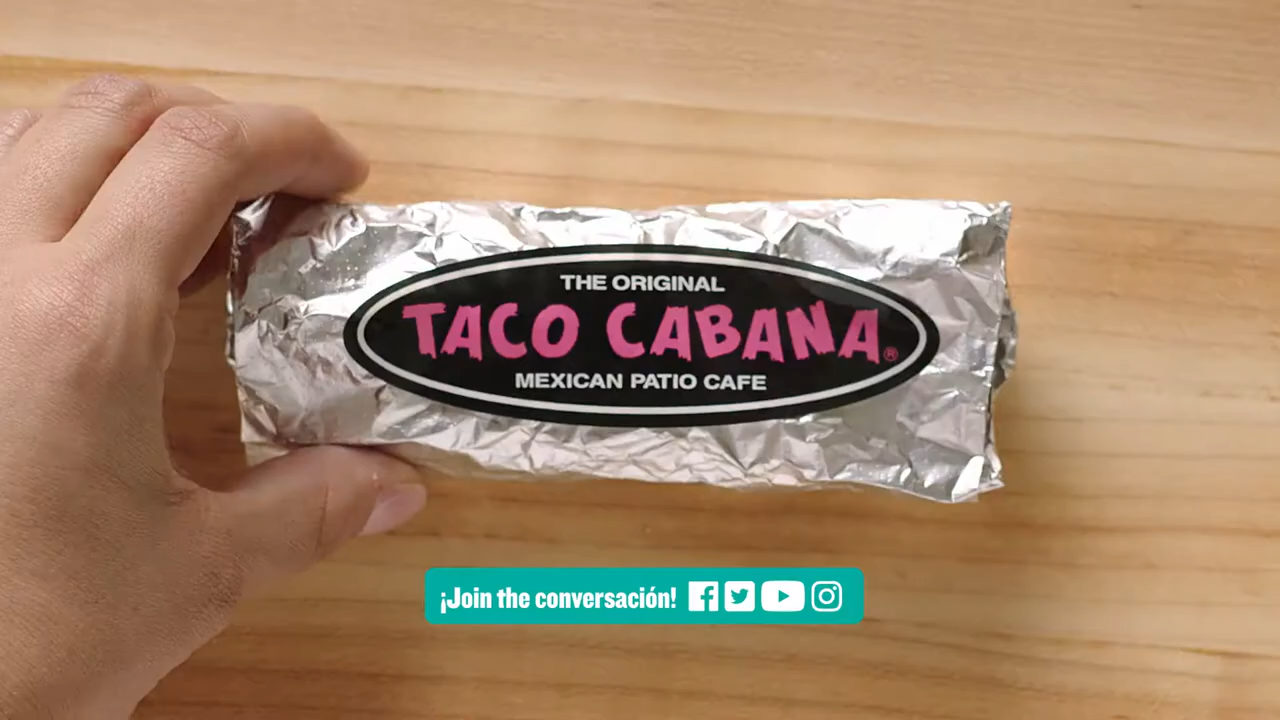 THE ORIGINAL
TACO CABANA®
MEXICAN PATIO CAFE
¡Join the conversación!